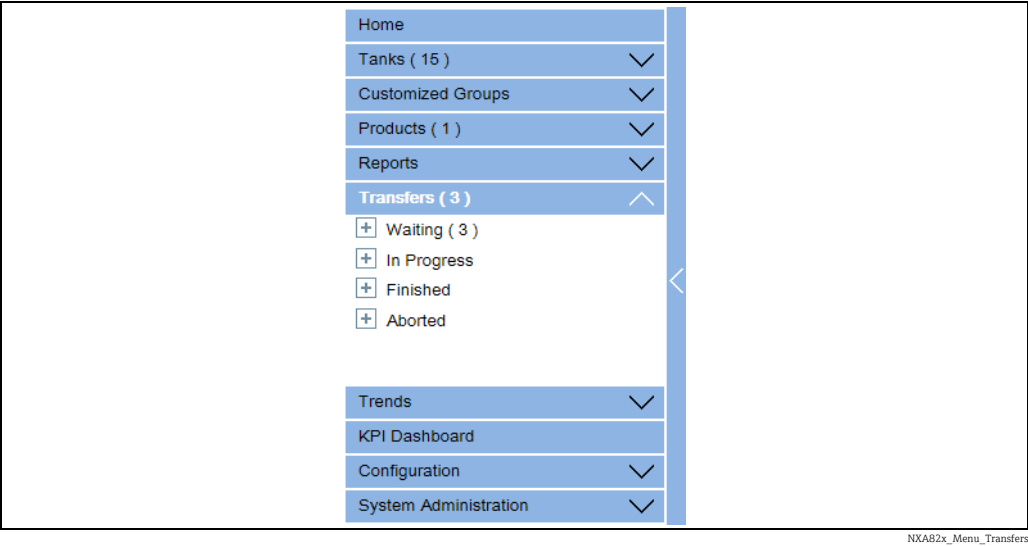 Home
Tanks ( 15 )
Customized Groups
Products ( 1 )
Reports
Transfers ( 3 )
Waiting ( 3 )
In Progress
Finished
Aborted
Trends
KPI Dashboard
Configuration
System Administration
NXA82x_Menu_Transfers